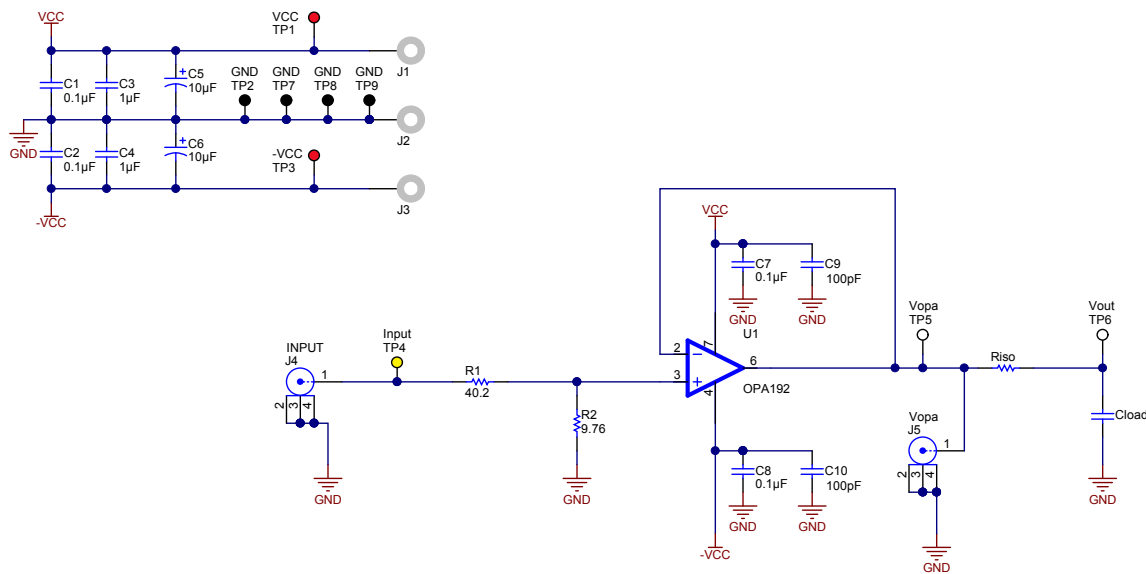 VCC
VCC
TP1
J1
C1
0.1µF
C3
1µF
C5
10µF
+
GND
TP2
GND
TP7
GND
TP8
GND
TP9
J2
GND
C2
0.1µF
C4
1µF
C6
10µF
+
-VCC
TP3
J3
-VCC
VCC
C7
0.1µF
C9
100pF
GND
GND
U1
INPUT
J4
1
2
3
4
GND
Input
TP4
R1
40.2
R2
9.76
GND
2
3
7
6
4
OPA192
C8
0.1µF
C10
100pF
GND
GND
-VCC
Vopa
TP5
Vopa
J5
1
2
3
4
GND
Riso
Vout
TP6
Cload
GND